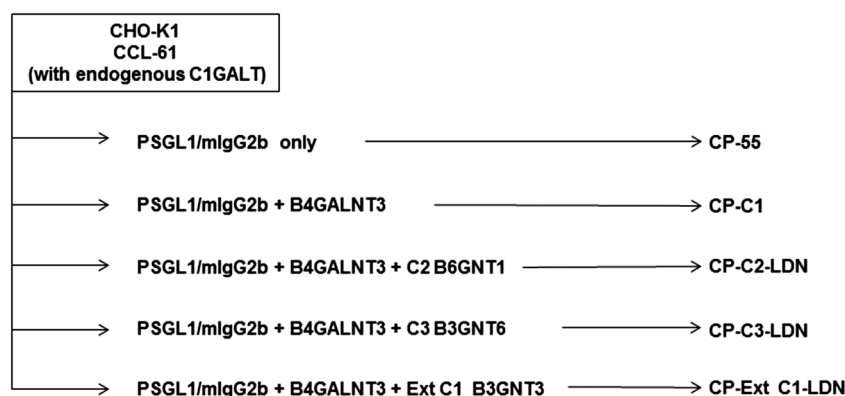 CHO-K1
CCL-61
(with endogenous C1GALT)
PSGL1/mIgG2b only CP-55
PSGL1/mIgG2b + B4GALNT3 CP-C1
PSGL1/mIgG2b + B4GALNT3 + C2 B6GNT1 CP-C2-LDN
PSGL1/mIgG2b + B4GALNT3 + C3 B3GNT6 CP-C3-LDN
PSGL1/mIgG2b + B4GALNT3 + Ext C1 B3GNT3 CP-Ext C1-LDN